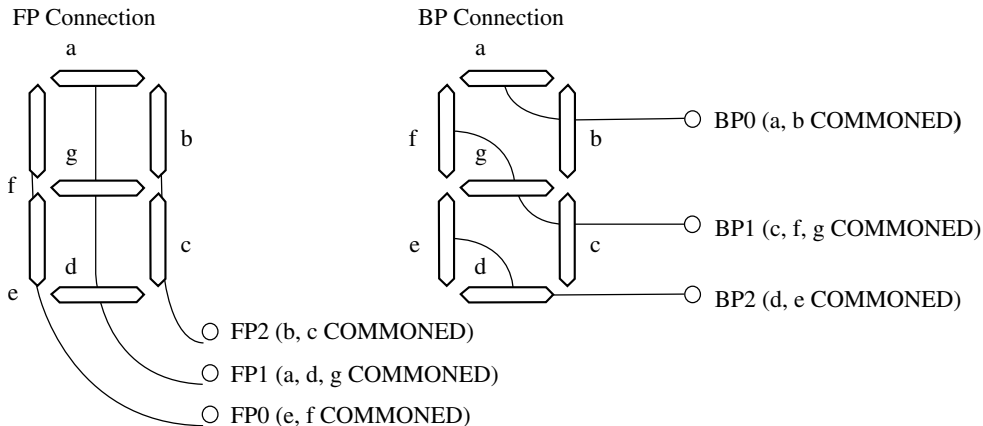 FP Connection
a
b
g
f
c
d
e
FP2 (b, c COMMONED)
FP1 (a, d, g COMMONED)
FP0 (e, f COMMONED)
BP Connection
a
BP0 (a, b COMMONED)
f
b
g
BP1 (c, f, g COMMONED)
e
c
d
BP2 (d, e COMMONED)